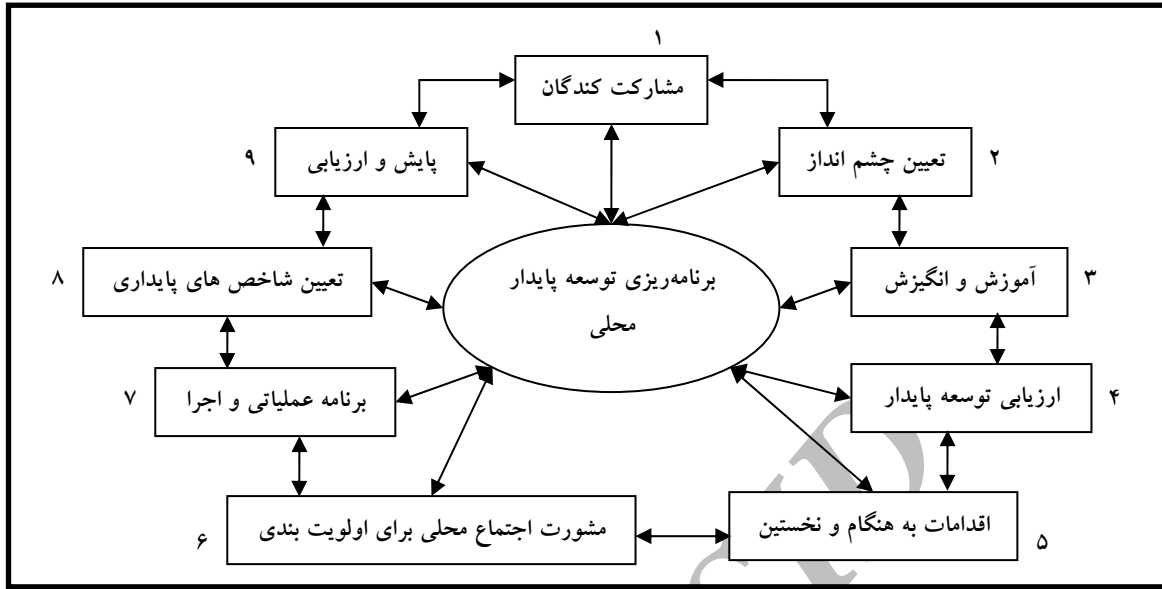 ۱
مشارکت کندگان
۲
تعیین چشم انداز
۳
آموزش و انگیزش
۴
ارزیابی توسعه پایدار
۵
اقدامات به هنگام و نخستین
۶
مشورت اجتماع محلی برای اولویت بندی
۷
برنامه عملیاتی و اجرا
۸
تعیین شاخص های پایداری
۹
پایش و ارزیابی
برنامه‌ریزی توسعه پایدار
محلی